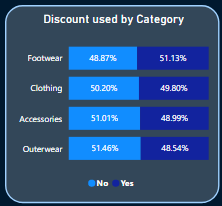 Discount used by Category
Footwear 48.87% 51.13%
Clothing 50.20% 49.80%
Accessories 51.01% 48.99%
Outerwear 51.46% 48.54%
No Yes